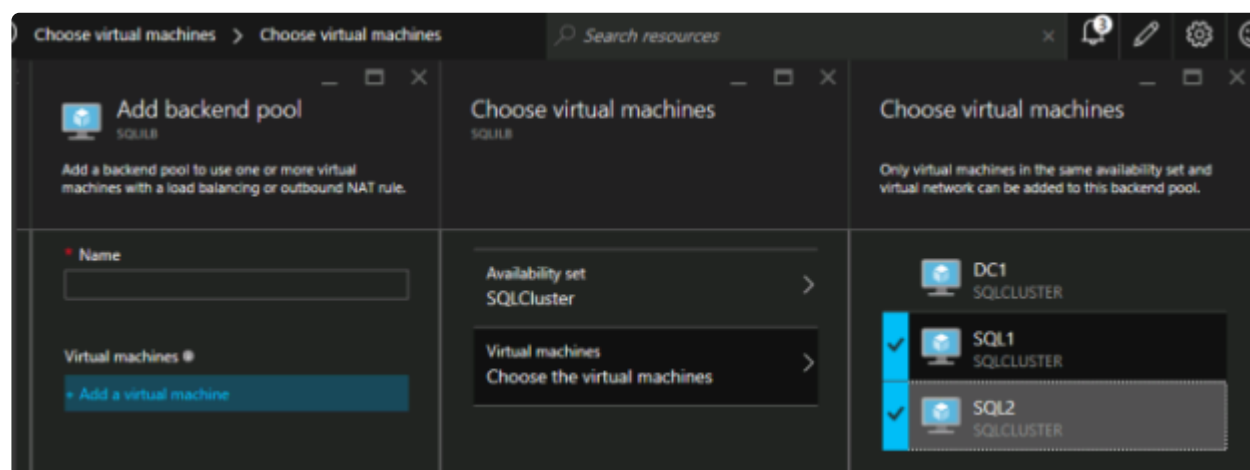 Choose virtual machines > Choose virtual machines
Search resources
3
Add backend pool
SQLILB
Add a backend pool to use one or more virtual
machines with a load balancing or outbound NAT rule.
* Name
Virtual machines
+ Add a virtual machine
Choose virtual machines
SQLILB
Availability set
SQLCluster
Virtual machines
Choose the virtual machines
Choose virtual machines
Only virtual machines in the same availability set and
virtual network can be added to this backend pool.
DC1
SQLCLUSTER
SQL1
SQLCLUSTER
SQL2
SQLCLUSTER